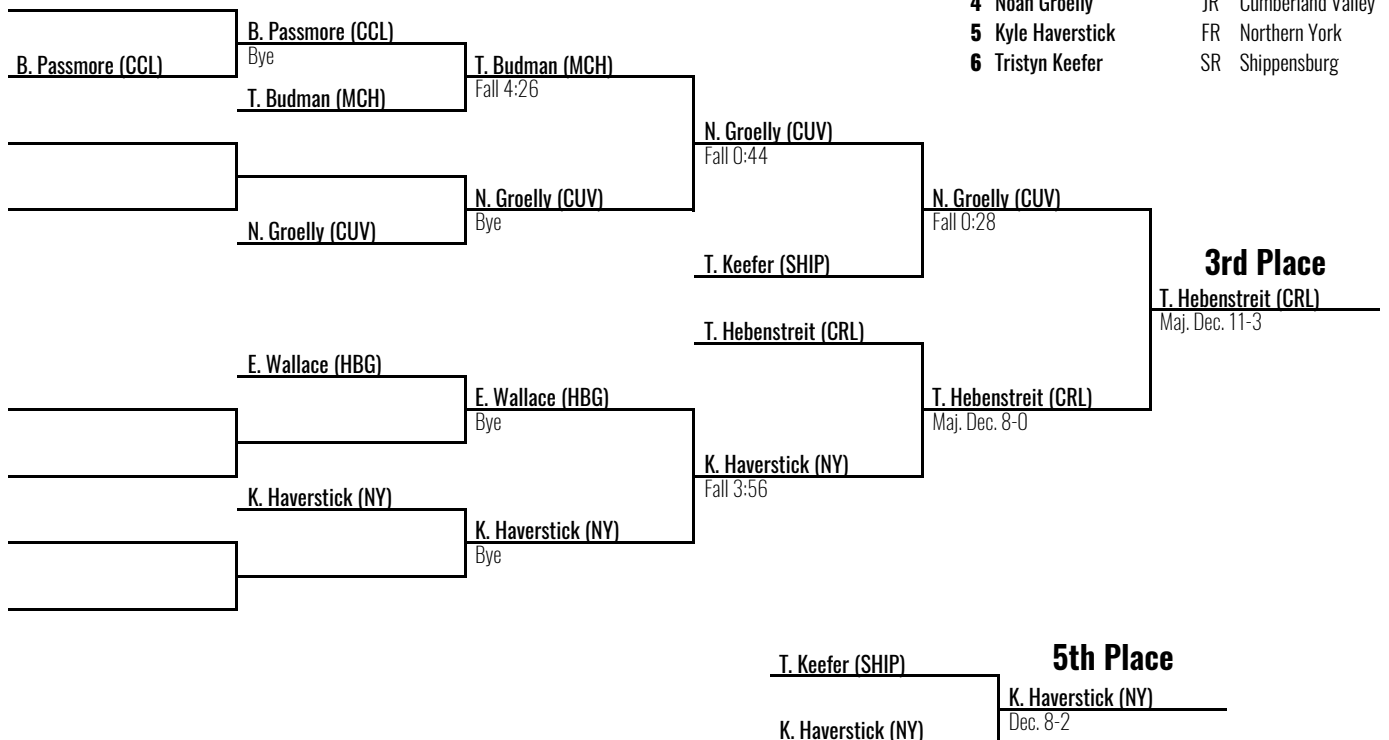 4 Noah Groelly JR Cumberland Valley
5 Kyle Haverstick FR Northern York
6 Tristyn Keefer SR Shippensburg
B. Passmore (CCL)
B. Passmore (CCL)
Bye
T. Budman (MCH)
T. Budman (MCH)
Fall 4:26
N. Groelly (CUV)
N. Groelly (CUV)
Bye
N. Groelly (CUV)
Fall 0:44
T. Keefer (SHIP)
N. Groelly (CUV)
Fall 0:28
3rd Place
T. Hebenstreit (CRL)
Maj. Dec. 11-3
T. Hebenstreit (CRL)
T. Hebenstreit (CRL)
Maj. Dec. 8-0
E. Wallace (HBG)
E. Wallace (HBG)
Bye
K. Haverstick (NY)
Fall 3:56
K. Haverstick (NY)
K. Haverstick (NY)
Bye
5th Place
T. Keefer (SHIP)
K. Haverstick (NY)
Dec. 8-2
K. Haverstick (NY)